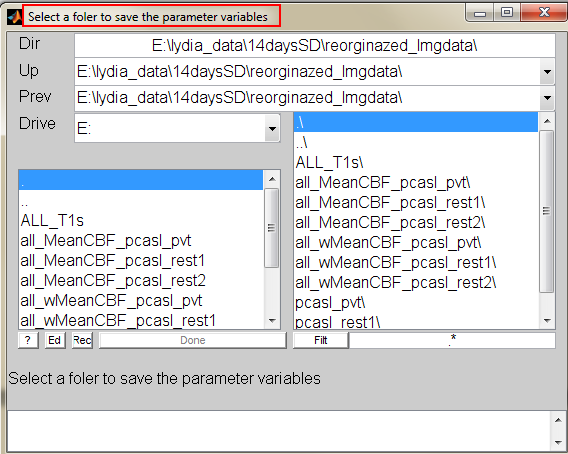 Select a foler to save the parameter variables
Dir E:\lydia_data\14daysSD\reorginazed_Imgdata\
Up E:\lydia_data\14daysSD\reorginazed_Imgdata\
Prev E:\lydia_data\14daysSD\reorginazed_Imgdata\
Drive E:
.
..
ALL_T1s
all_MeanCBF_pcasl_pvt
all_MeanCBF_pcasl_rest1
all_MeanCBF_pcasl_rest2
all_wMeanCBF_pcasl_pvt
all_wMeanCBF_pcasl_rest1
.\
..\
ALL_T1s\
all_MeanCBF_pcasl_pvt\
all_MeanCBF_pcasl_rest1\
all_MeanCBF_pcasl_rest2\
all_wMeanCBF_pcasl_pvt\
all_wMeanCBF_pcasl_rest1\
all_wMeanCBF_pcasl_rest2\
pcasl_pvt\
pcasl_rest1\
? Ed Rec Done Filt .*
Select a foler to save the parameter variables